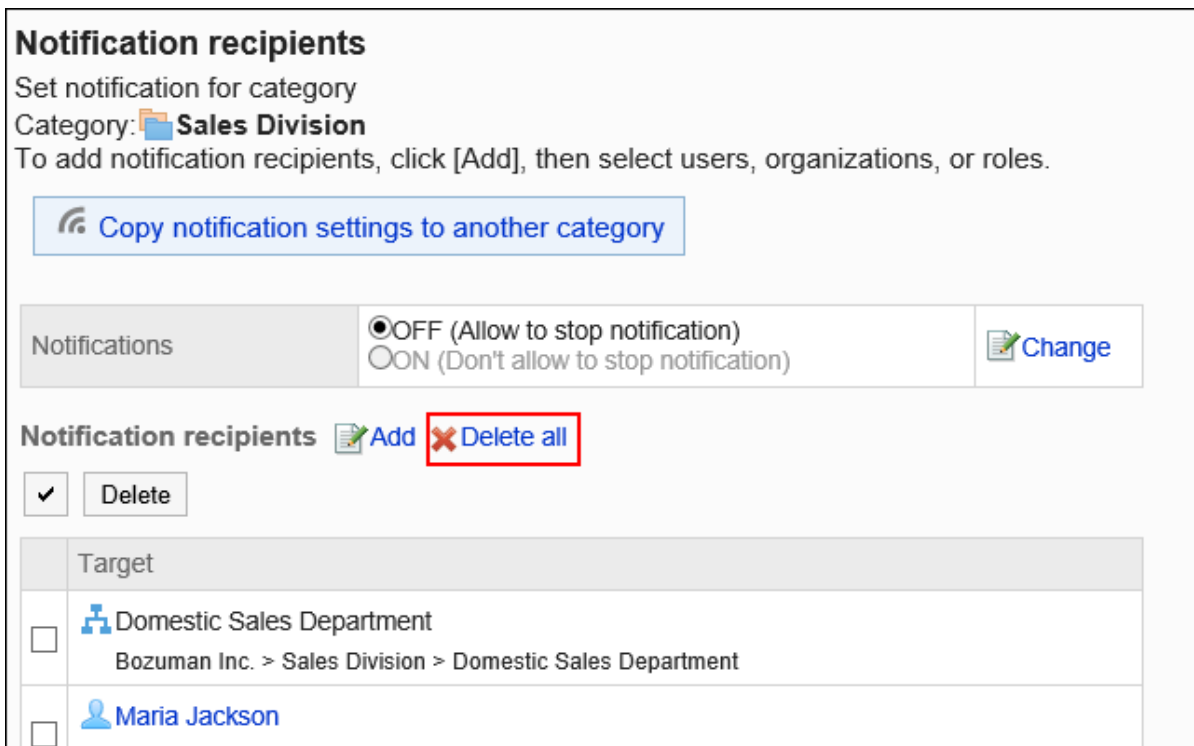 Notification recipients
Set notification for category
Category: Sales Division
To add notification recipients, click [Add], then select users, organizations, or roles.
Copy notification settings to another category
Notifications
OFF (Allow to stop notification)
ON (Don't allow to stop notification)
Change
Notification recipients Add Delete all
Delete
Target
Domestic Sales Department
Bozuman Inc. > Sales Division > Domestic Sales Department
Maria Jackson